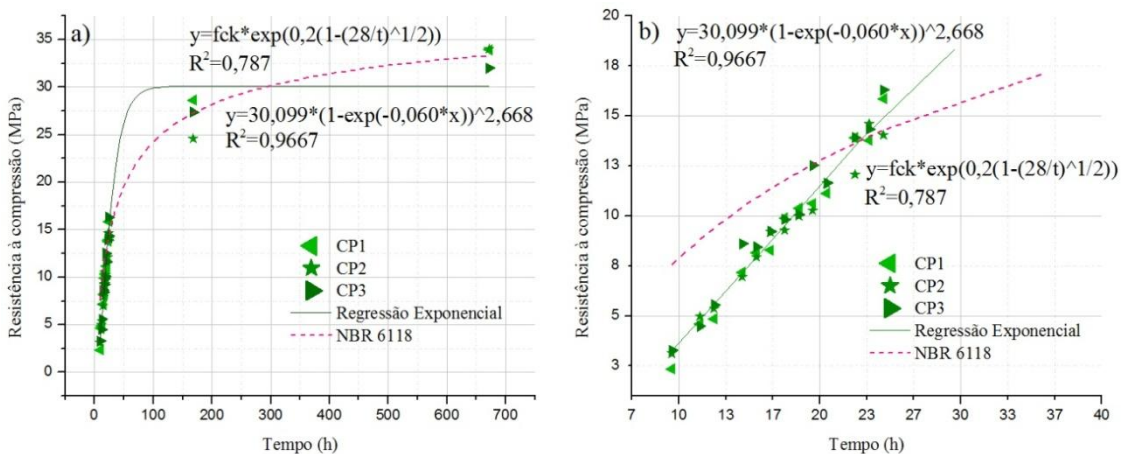 a)
y=fck*exp(0,2(1-(28/t)^1/2))
R²=0,787
y=30,099*(1-exp(-0,060*x))^2,668
R²=0,9667
CP1
CP2
CP3
Regressão Exponencial
NBR 6118
Resistência à compressão (MPa)
35
30
25
20
15
10
5
0
0 100 200 300 400 500 600 700
Tempo (h)
b)
y=30,099*(1-exp(-0,060*x))^2,668
R²=0,9667
y=fck*exp(0,2(1-(28/t)^1/2))
R²=0,787
CP1
CP2
CP3
Regressão Exponencial
NBR 6118
Resistência à compressão (MPa)
20
18
15
13
10
8
5
3
7 10 13 17 20 23 27 30 33 37 40
Tempo (h)